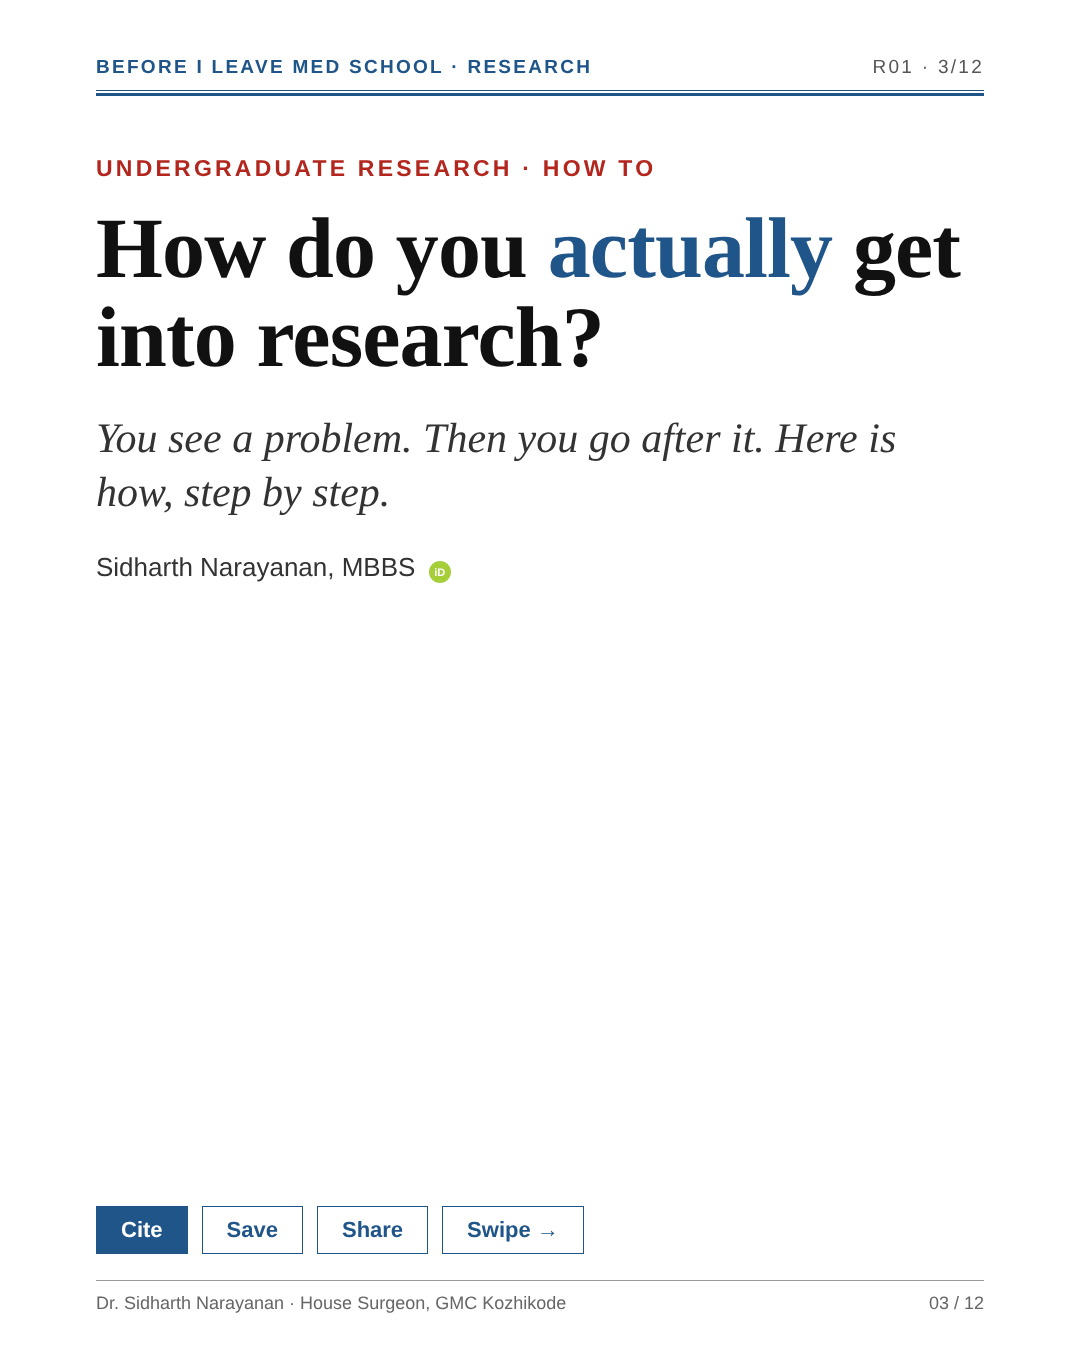 BEFORE I LEAVE MED SCHOOL · RESEARCH
R01 · 3/12
UNDERGRADUATE RESEARCH · HOW TO
How do you actually get
into research?
You see a problem. Then you go after it. Here is
how, step by step.
Sidharth Narayanan, MBBS iD
Cite
Save
Share
Swipe →
Dr. Sidharth Narayanan · House Surgeon, GMC Kozhikode
03 / 12